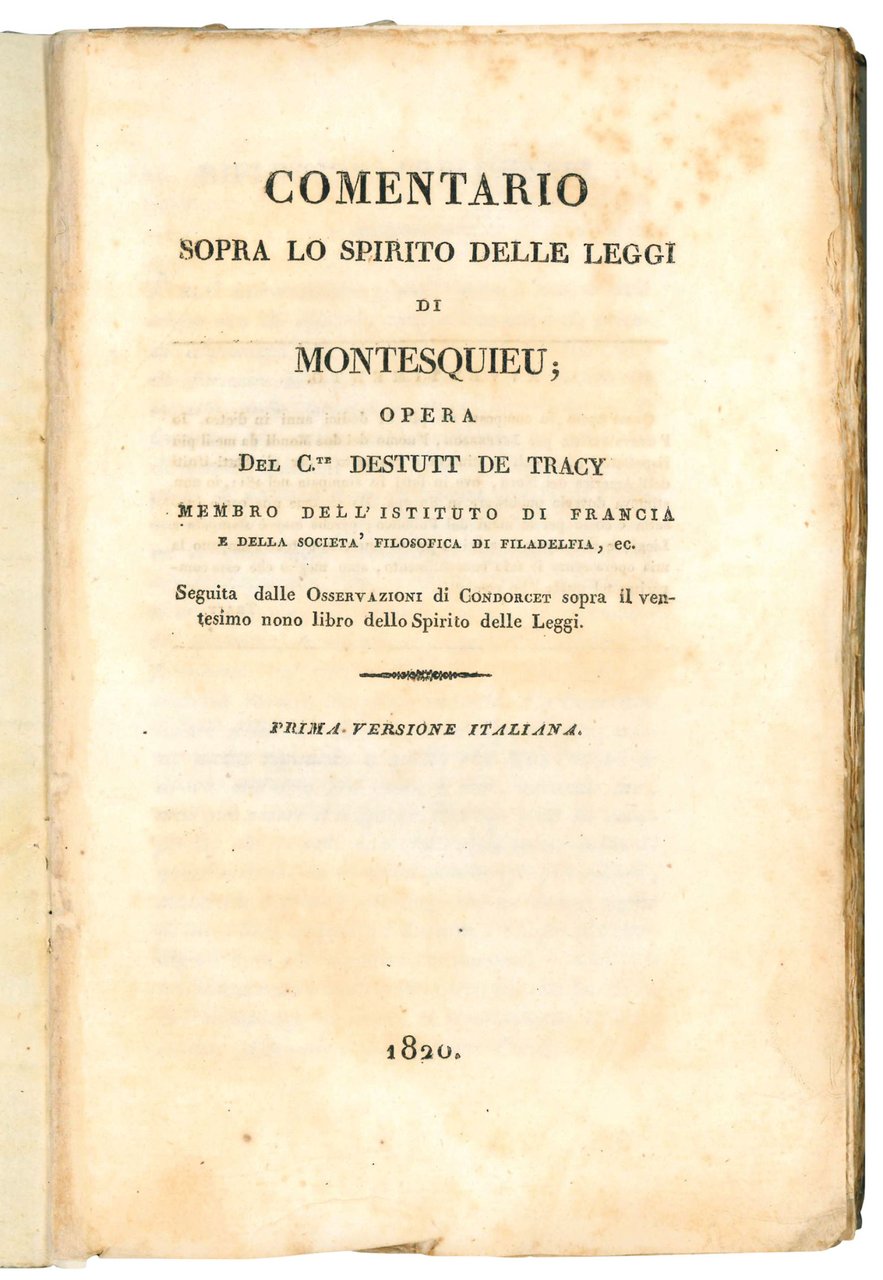 COMENTARIO
SOPRA LO SPIRITO DELLE LEGGI
DI
MONTESQUIEU;
OPERA
DEL C.TE DESTUTT DE TRACY
MEMBRO DELL'ISTITUTO DI FRANCIA
E DELLA SOCIETA' FILOSOFICA DI FILADELFIA, EC.
Seguita dalle OSSERVAZIONI di CONDORCET sopra il ven-
tesimo nono libro dello Spirito delle Leggi.
PRIMA VERSIONE ITALIANA.
1820.